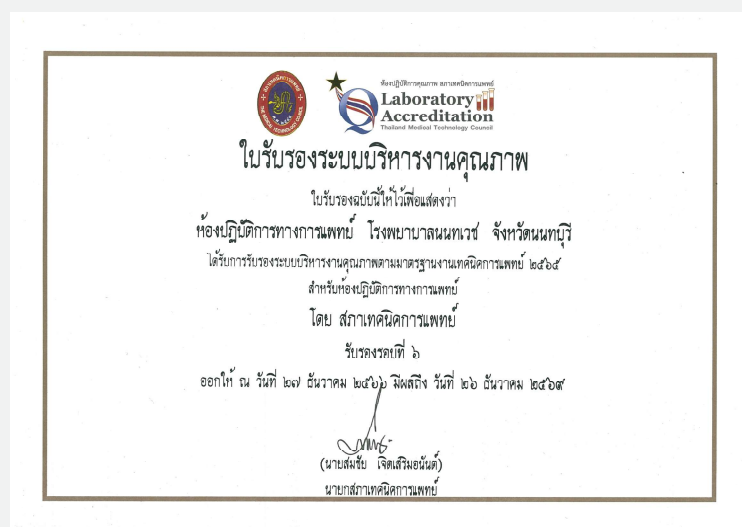 ห้องปฏิบัติการคุณภาพ สภาเทคนิคการแพทย์
Laboratory
Accreditation
Thailand Medical Technology Council
ใบรับรองระบบบริหารงานคุณภาพ
ใบรับรองฉบับนี้ให้ไว้เพื่อแสดงว่า
ห้องปฏิบัติการทางการแพทย์ โรงพยาบาลนนทเวช จังหวัดนนทบุรี
ได้รับการรับรองระบบบริหารงานคุณภาพตามมาตรฐานงานเทคนิคการแพทย์ ๒๕๖๕
สำหรับห้องปฏิบัติการทางการแพทย์
โดย สภาเทคนิคการแพทย์
รับรองรอบที่ ๖
ออกให้ ณ วันที่ ๒๗ ธันวาคม ๒๕๖๖ มีผลถึง วันที่ ๒๖ ธันวาคม ๒๕๖๙
(นายสมชัย เจิดเสริมอนันต์)
นายกสภาเทคนิคการแพทย์